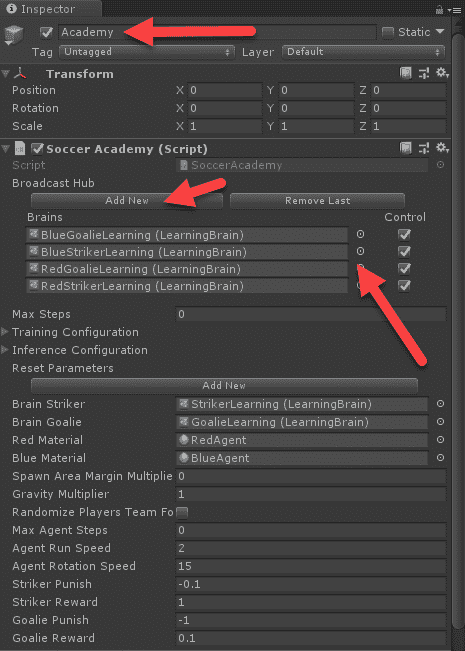 Inspector
Academy Static
Tag Untagged Layer Default
Transform
Position X 0 Y 0 Z 0
Rotation X 0 Y 0 Z 0
Scale X 1 Y 1 Z 1
Soccer Academy (Script)
Script SoccerAcademy
Broadcast Hub
Add New Remove Last
Brains Control
BlueGoalieLearning (LearningBrain)
BlueStrikerLearning (LearningBrain)
RedGoalieLearning (LearningBrain)
RedStrikerLearning (LearningBrain)
Max Steps 0
Training Configuration
Inference Configuration
Reset Parameters
Add New
Brain Striker StrikerLearning (LearningBrain)
Brain Goalie GoalieLearning (LearningBrain)
Red Material RedAgent
Blue Material BlueAgent
Spawn Area Margin Multiplie 0
Gravity Multiplier 1
Randomize Players Team Fo
Max Agent Steps 0
Agent Run Speed 2
Agent Rotation Speed 15
Striker Punish -0.1
Striker Reward 1
Goalie Punish -1
Goalie Reward 0.1